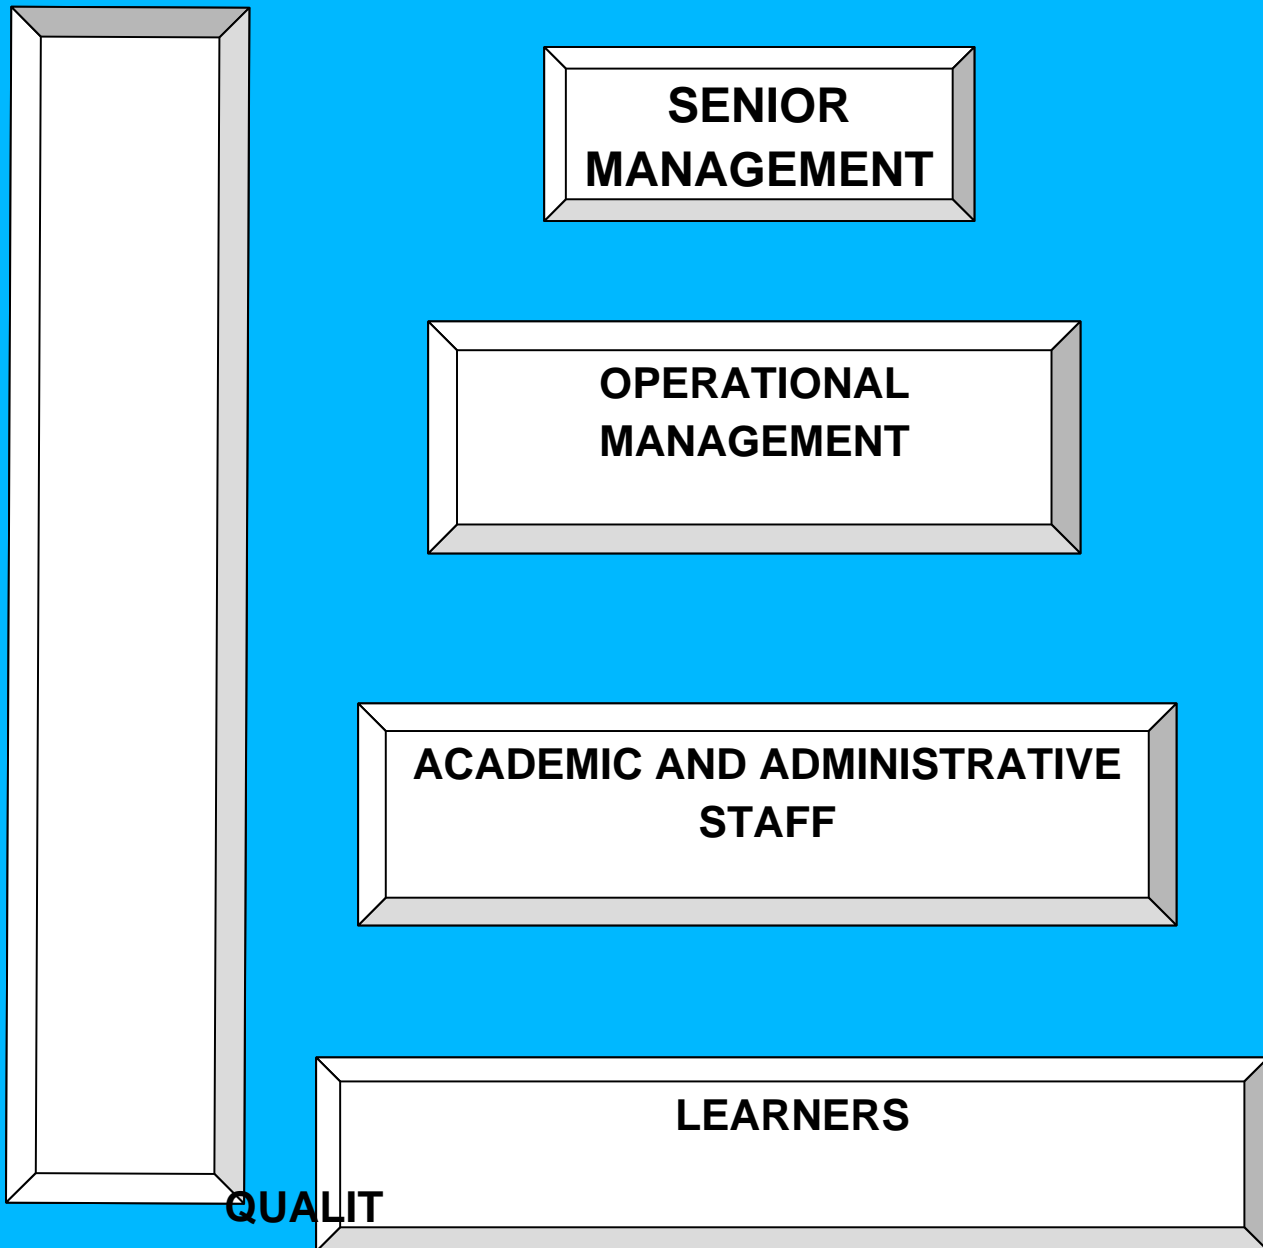 SENIOR
MANAGEMENT
OPERATIONAL
MANAGEMENT
ACADEMIC AND ADMINISTRATIVE
STAFF
LEARNERS
QUALIT